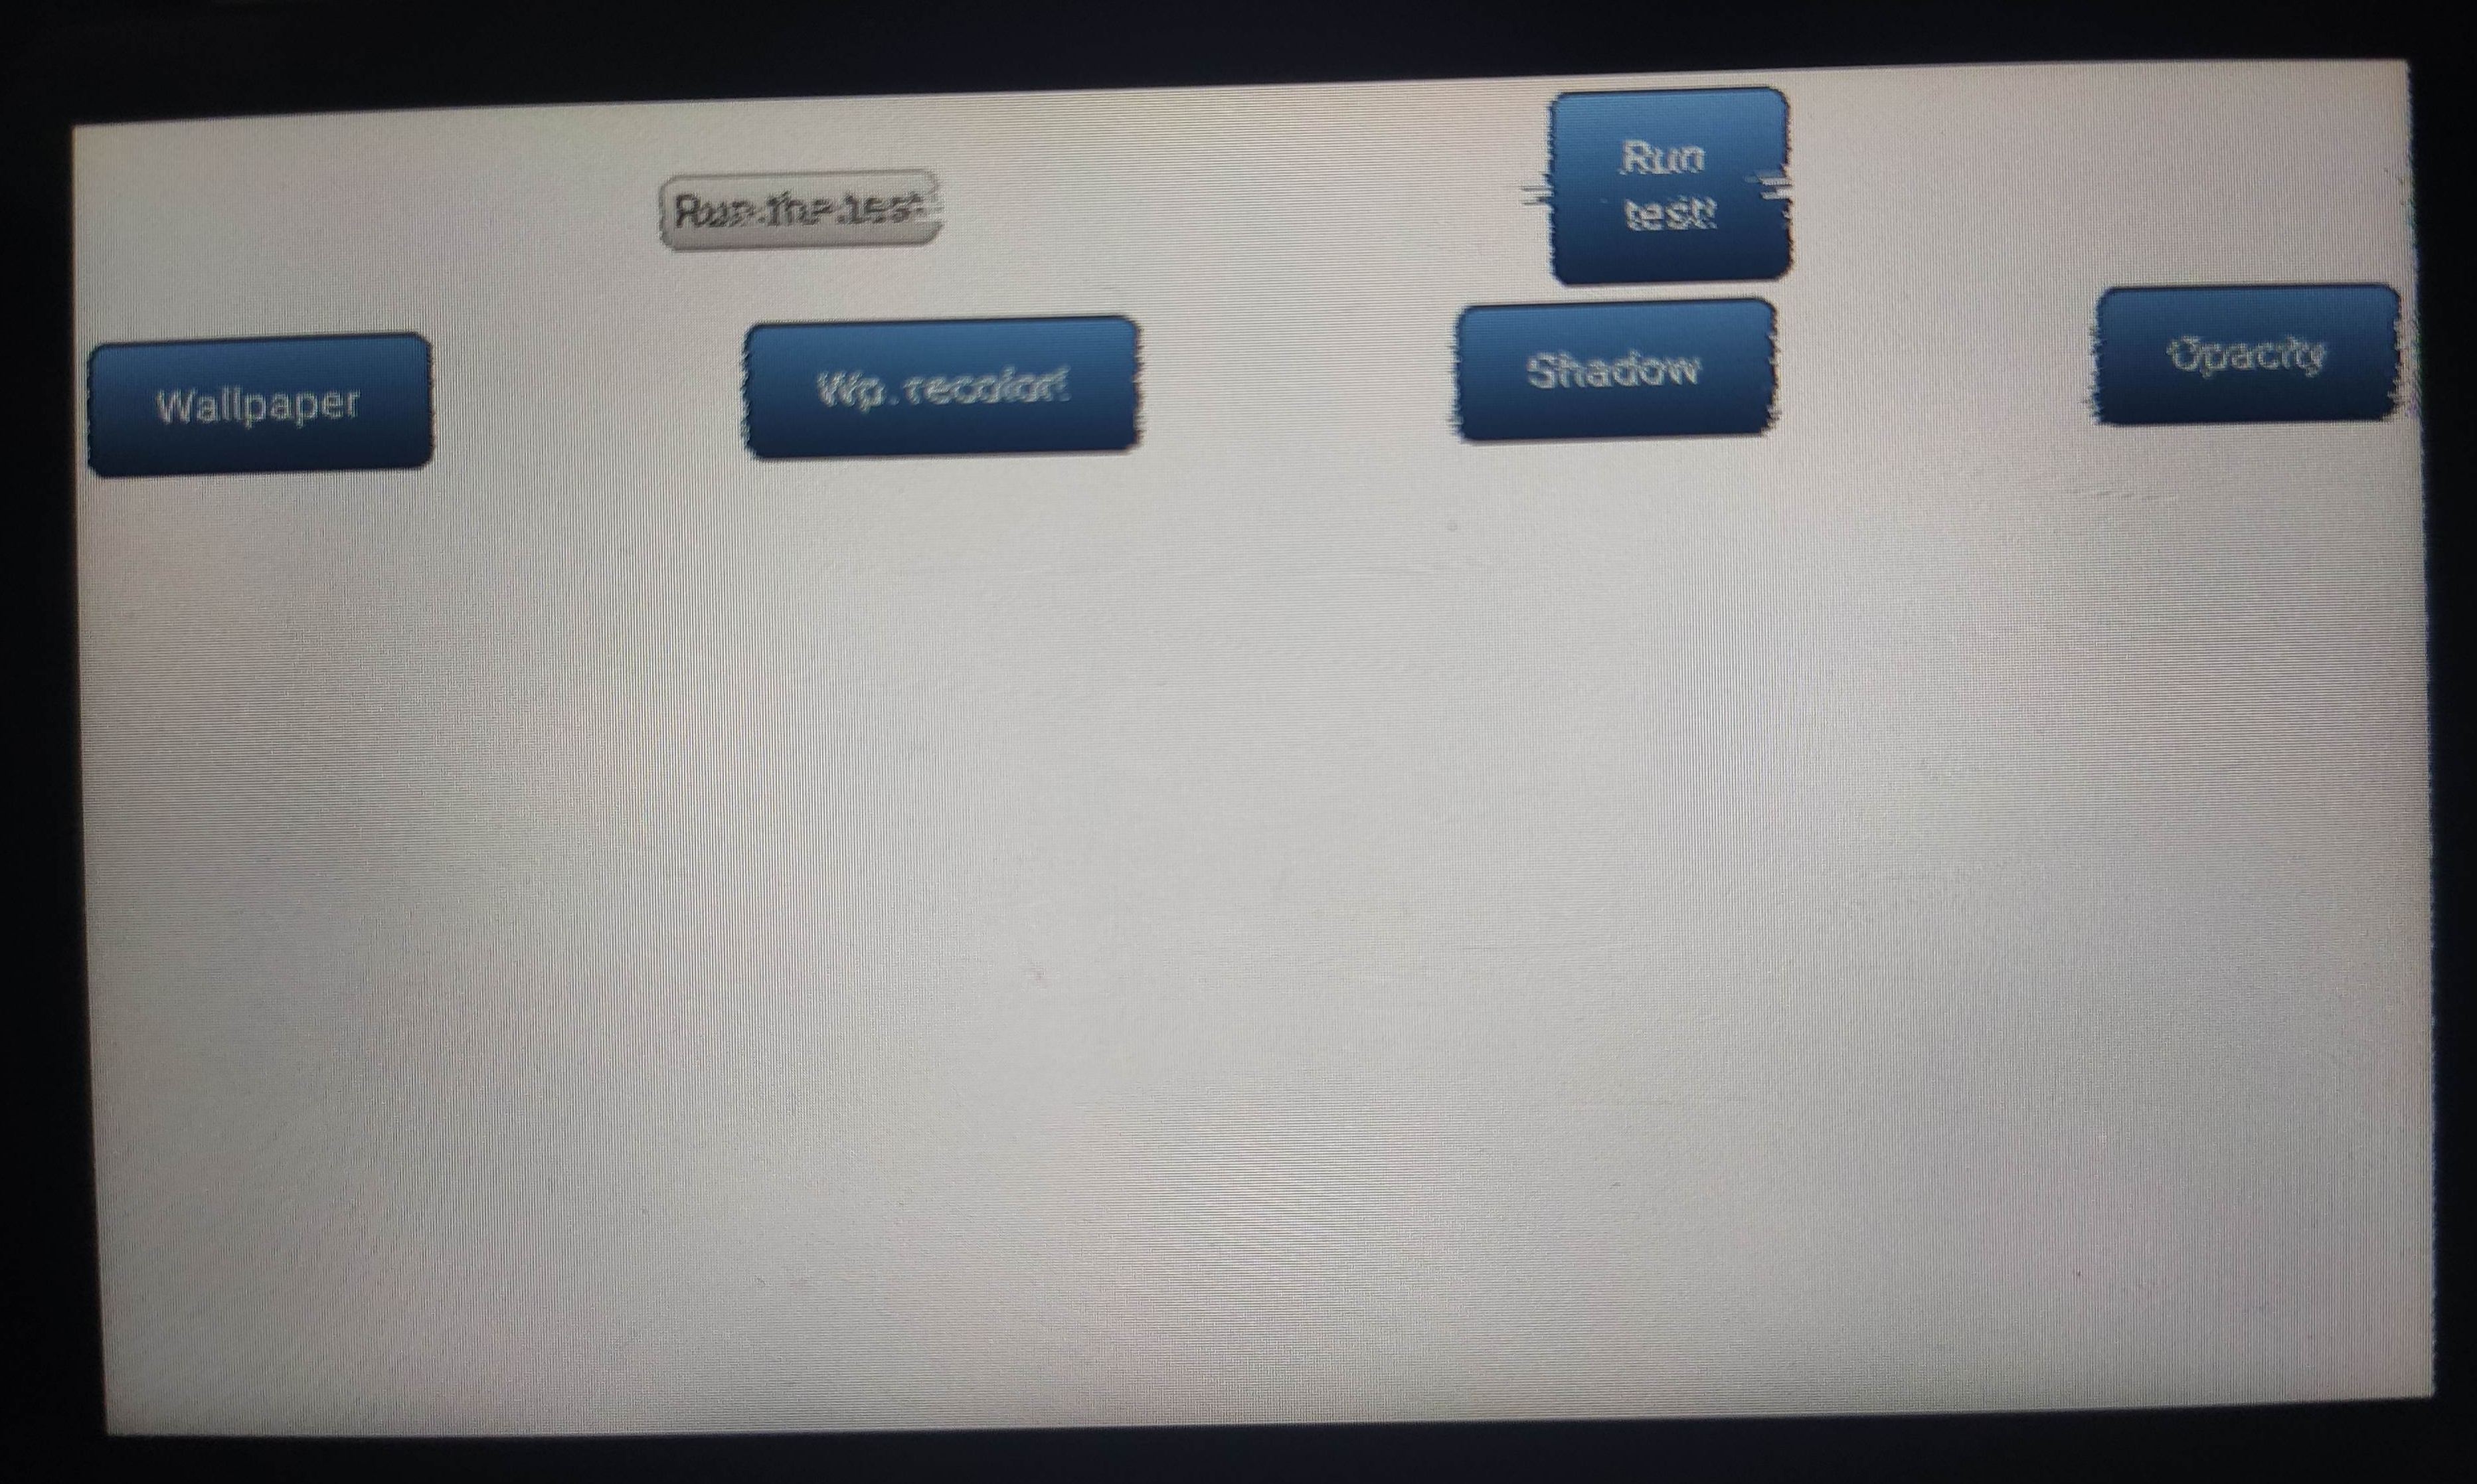 Run the test
Run
test!
Wallpaper
Wp. recolor!
Shadow
Opacity